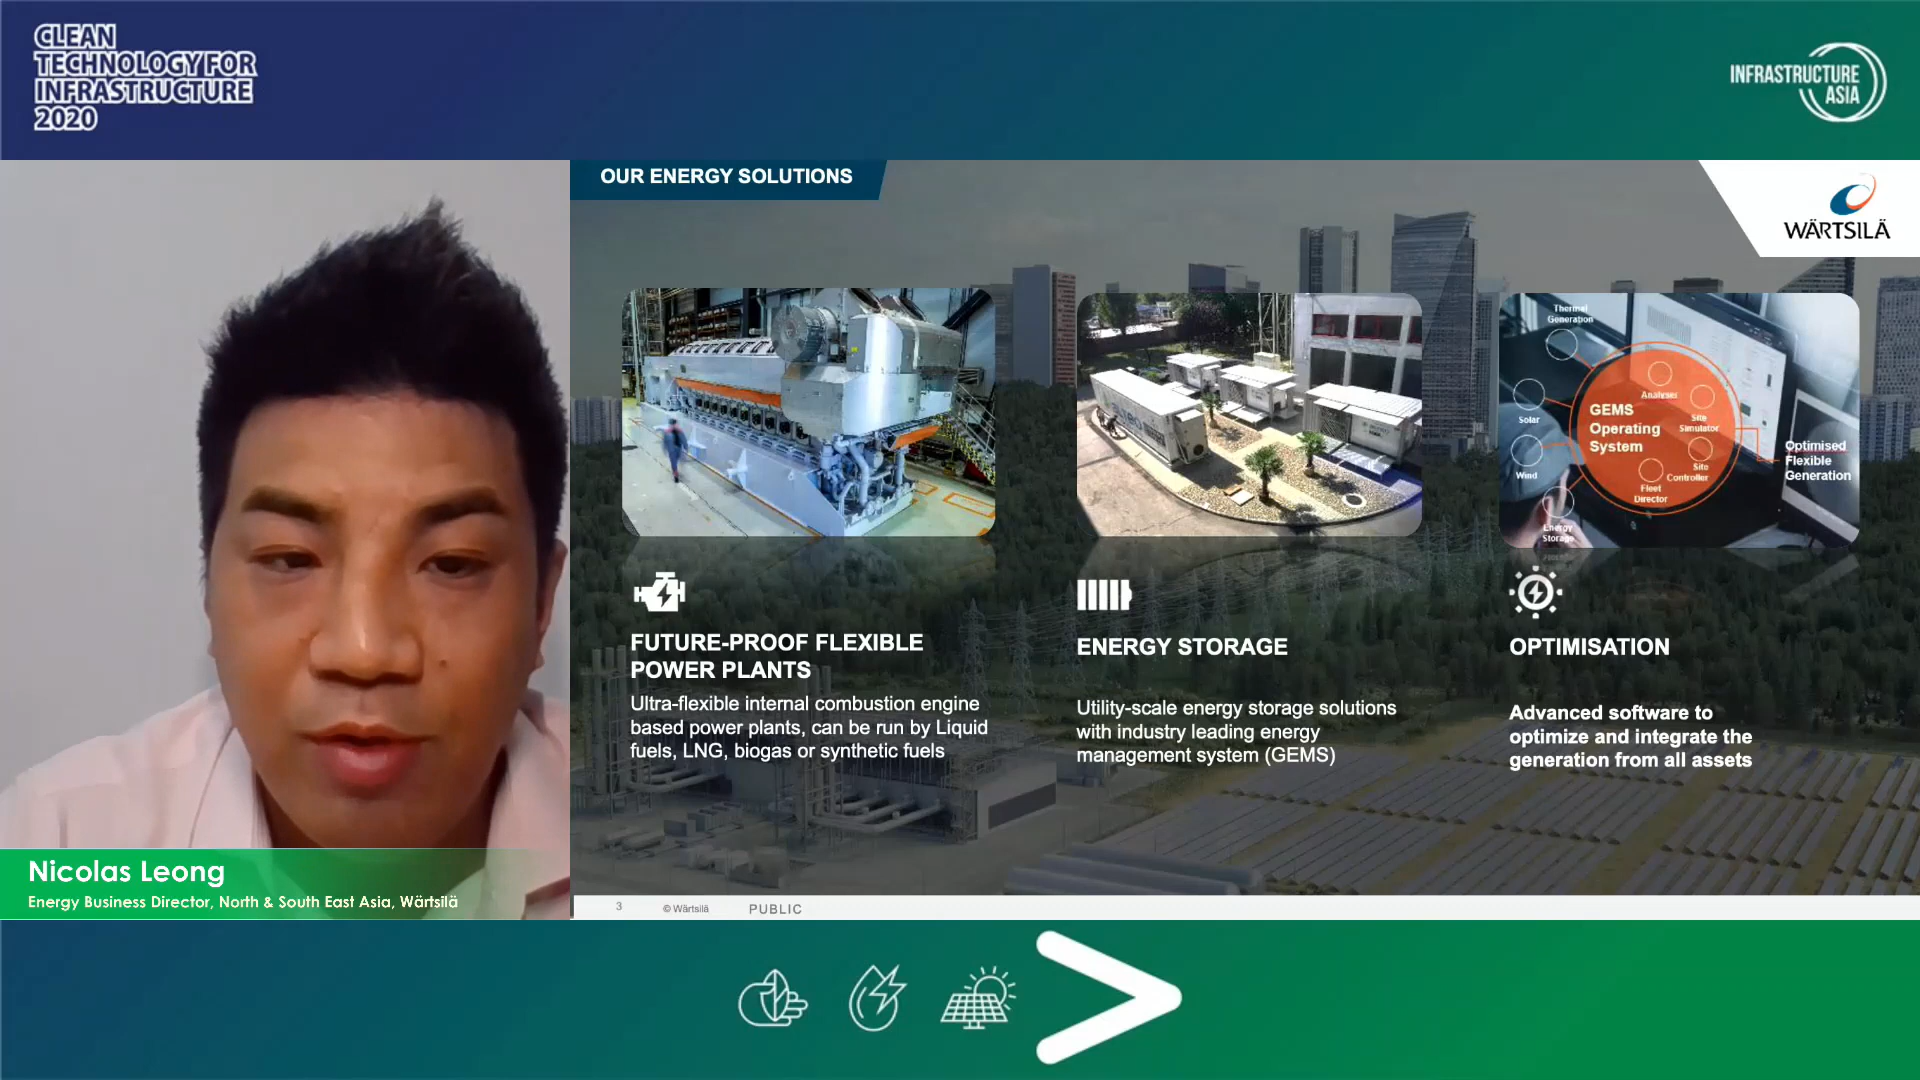 CLEAN
TECHNOLOGY FOR
INFRASTRUCTURE
2020
INFRASTRUCTURE
ASIA
OUR ENERGY SOLUTIONS
WÄRTSILÄ
Thermal
Generation
Solar
Wind
Energy
Storage
GEMS
Operating
System
Analyser
Site
Simulator
Site
Controller
Fleet
Director
Optimised
Flexible
Generation
FUTURE-PROOF FLEXIBLE
POWER PLANTS
Ultra-flexible internal combustion engine
based power plants, can be run by Liquid
fuels, LNG, biogas or synthetic fuels
ENERGY STORAGE
Utility-scale energy storage solutions
with industry leading energy
management system (GEMS)
OPTIMISATION
Advanced software to
optimize and integrate the
generation from all assets
Nicolas Leong
Energy Business Director, North & South East Asia, Wärtsilä
3
© Wärtsilä
PUBLIC